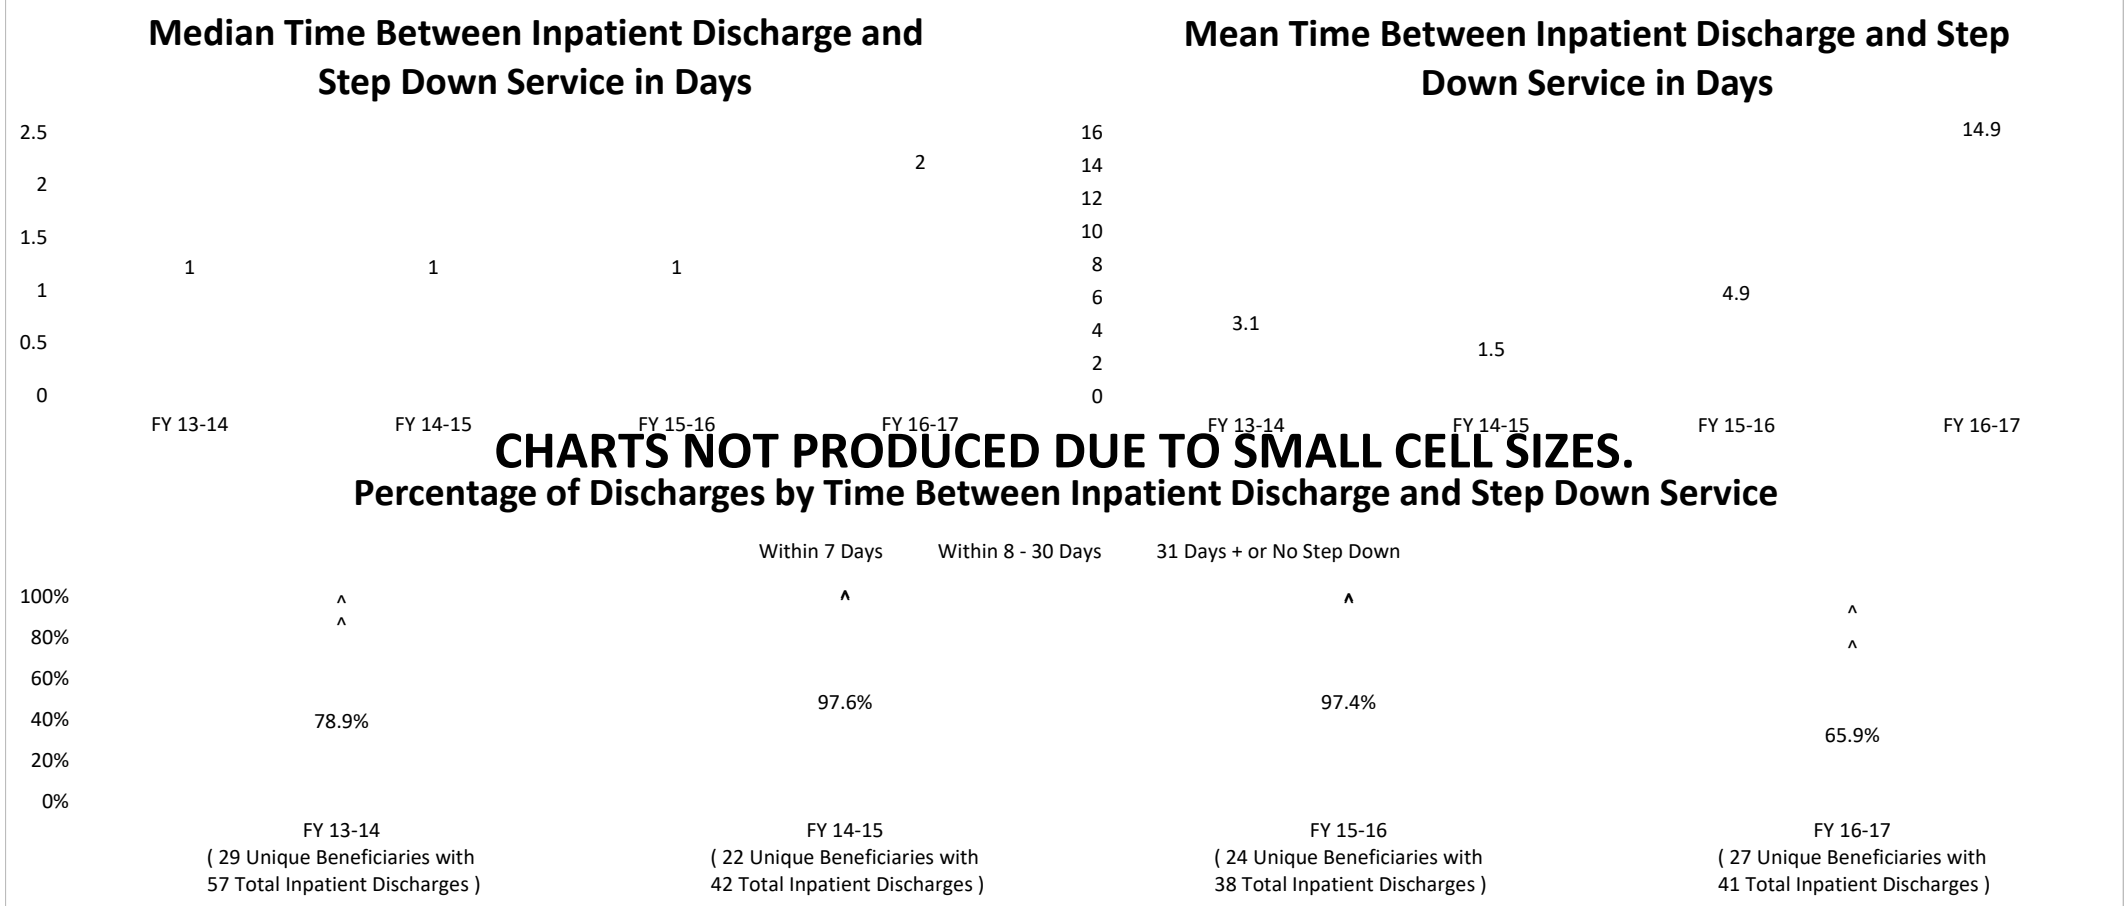 Median Time Between Inpatient Discharge and
Step Down Service in Days
2.5
2
1.5
1
0.5
0
1
1
1
2
FY 13-14
FY 14-15
FY 15-16
FY 16-17
Mean Time Between Inpatient Discharge and Step
Down Service in Days
16
14
12
10
8
6
4
2
0
3.1
1.5
4.9
14.9
FY 13-14
FY 14-15
FY 15-16
FY 16-17
CHARTS NOT PRODUCED DUE TO SMALL CELL SIZES.
Percentage of Discharges by Time Between Inpatient Discharge and Step Down Service
Within 7 Days
Within 8 - 30 Days
31 Days + or No Step Down
100%
80%
60%
40%
20%
0%
^
^
78.9%
^
97.6%
^
97.4%
^
^
65.9%
FY 13-14
( 29 Unique Beneficiaries with
57 Total Inpatient Discharges )
FY 14-15
( 22 Unique Beneficiaries with
42 Total Inpatient Discharges )
FY 15-16
( 24 Unique Beneficiaries with
38 Total Inpatient Discharges )
FY 16-17
( 27 Unique Beneficiaries with
41 Total Inpatient Discharges )